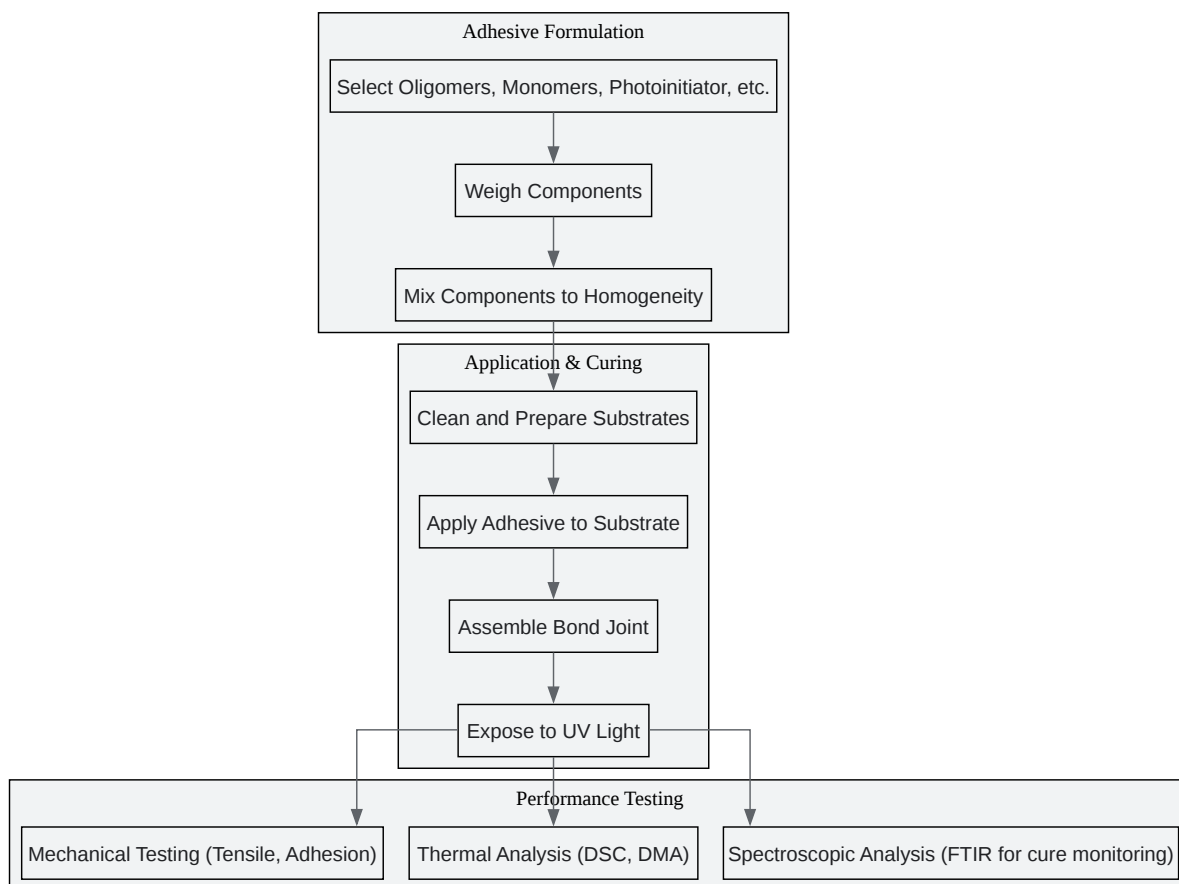 Adhesive Formulation
Select Oligomers, Monomers, Photoinitiator, etc.
Weigh Components
Mix Components to Homogeneity
Application & Curing
Clean and Prepare Substrates
Apply Adhesive to Substrate
Assemble Bond Joint
Expose to UV Light
Performance Testing
Mechanical Testing (Tensile, Adhesion)
Thermal Analysis (DSC, DMA)
Spectroscopic Analysis (FTIR for cure monitoring)